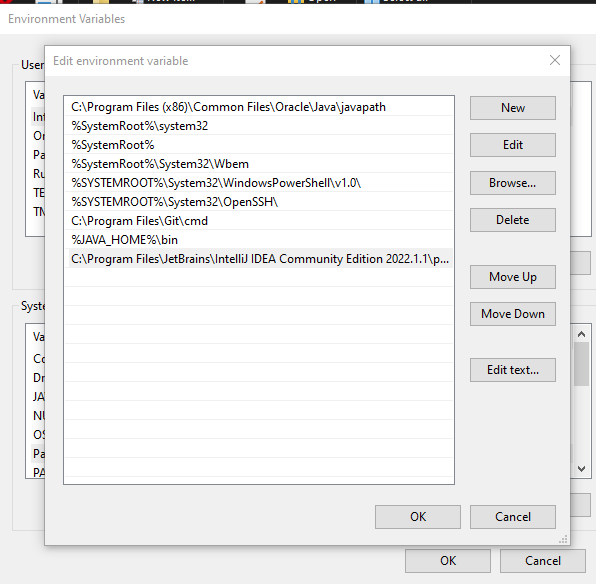 Environment Variables
User
Edit environment variable
Va
Int
Or
Pa
Ru
TE
TM
C:\Program Files (x86)\Common Files\Oracle\Java\javapath
%SystemRoot%\system32
%SystemRoot%
%SystemRoot%\System32\Wbem
%SYSTEMROOT%\System32\WindowsPowerShell\v1.0\
%SYSTEMROOT%\System32\OpenSSH\
C:\Program Files\Git\cmd
%JAVA_HOME%\bin
C:\Program Files\JetBrains\IntelliJ IDEA Community Edition 2022.1.1\p...
New
Edit
Browse...
Delete
Move Up
Move Down
Edit text...
Syste
Va
Co
Dr
JA
NU
OS
Pa
PA
OK
Cancel
OK
Cancel